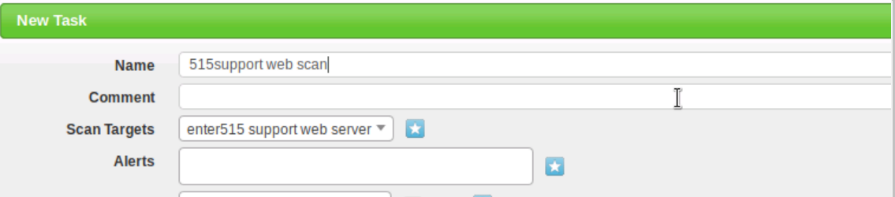 New Task
Name 515support web scan
Comment
Scan Targets enter515 support web server
Alerts